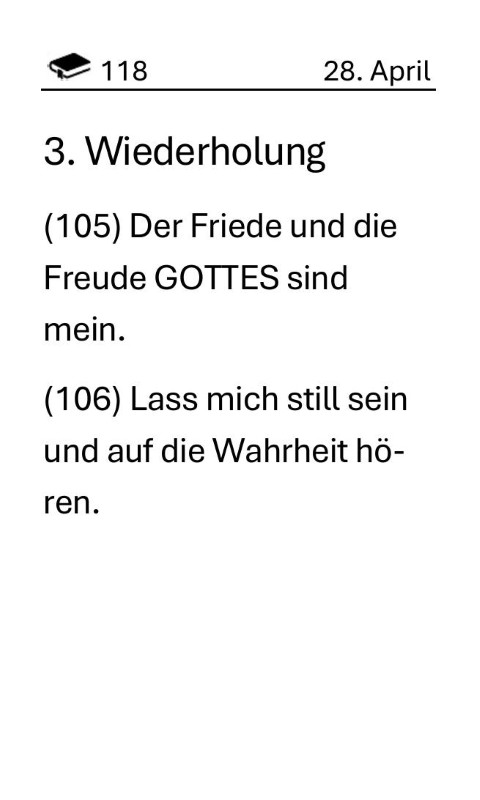 118 28. April
3. Wiederholung
(105) Der Friede und die
Freude GOTTES sind
mein.
(106) Lass mich still sein
und auf die Wahrheit hö-
ren.